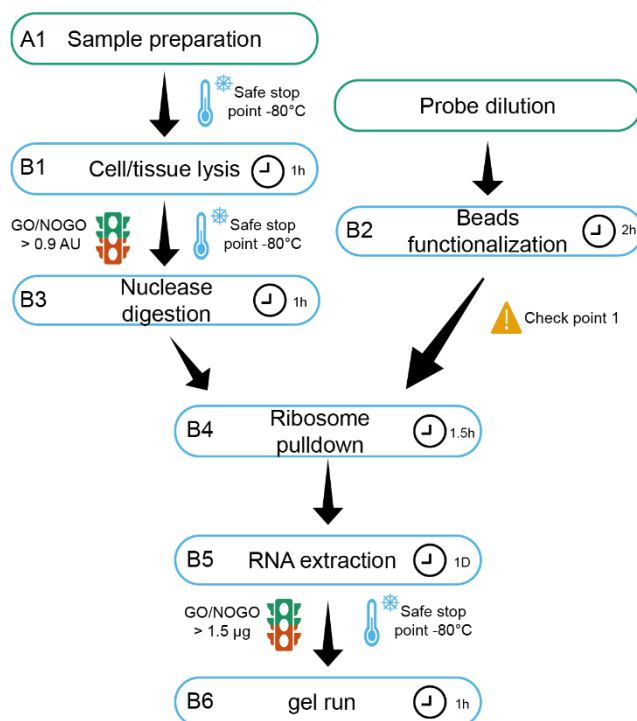 A1 Sample preparation
Safe stop
point -80°C
Probe dilution
B1 Cell/tissue lysis 1h
GO/NOGO
> 0.9 AU
Safe stop
point -80°C
B2 Beads
functionalization 2h
B3 Nuclease
digestion 1h
Check point 1
B4 Ribosome
pulldown 1.5h
B5 RNA extraction 1D
GO/NOGO
> 1.5 µg
Safe stop
point -80°C
B6 gel run 1h